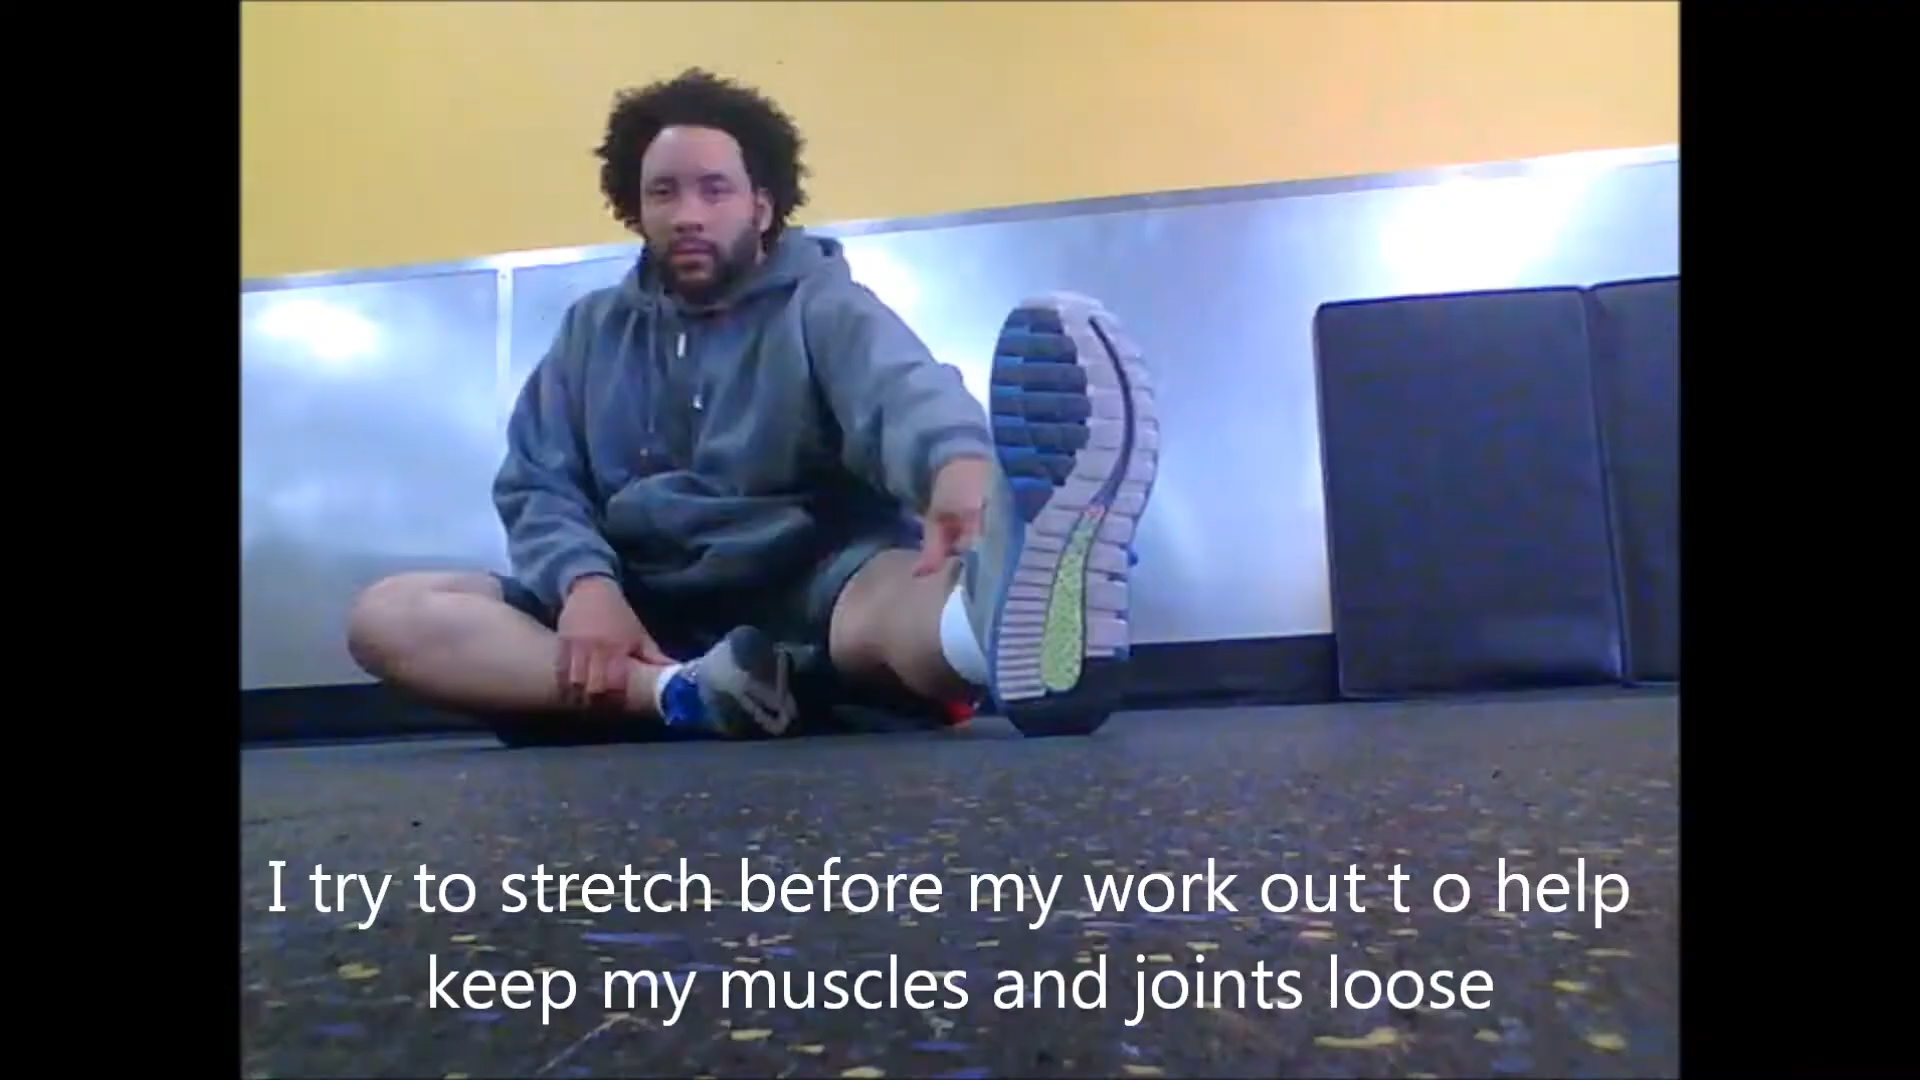 I try to stretch before my work out t o help
keep my muscles and joints loose